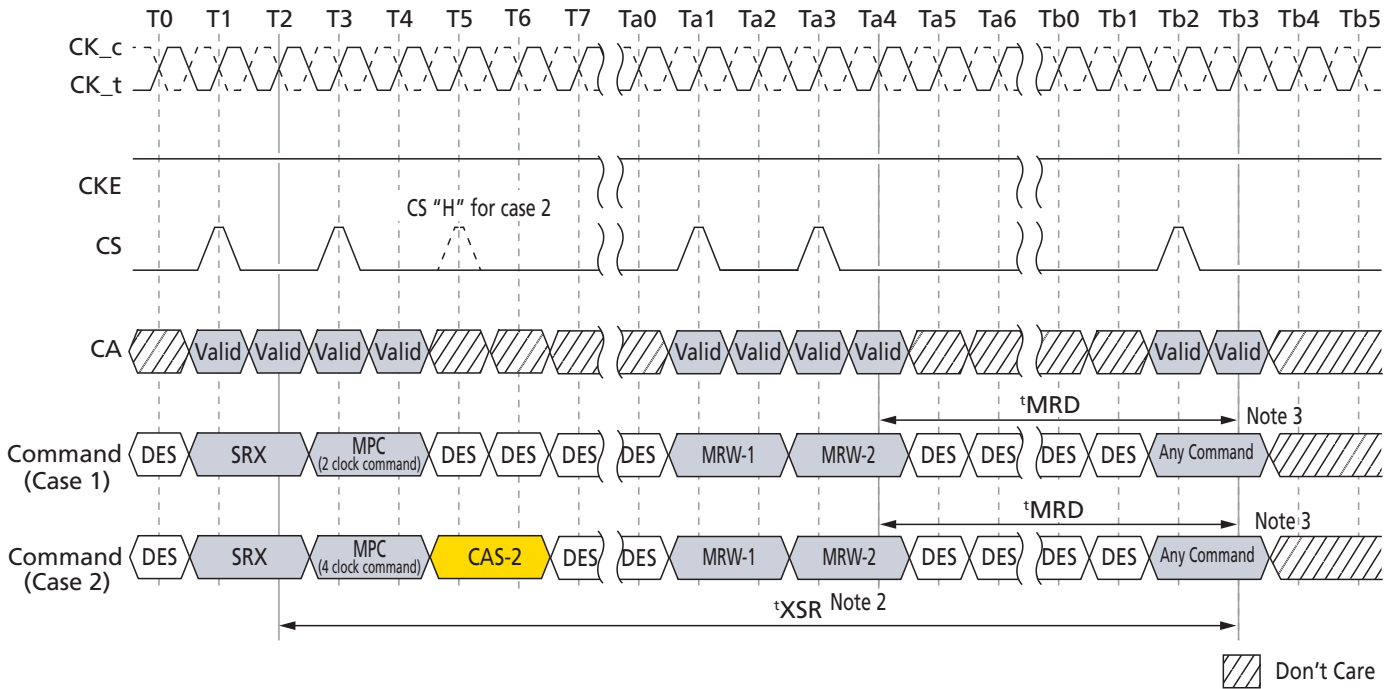 T0 T1 T2 T3 T4 T5 T6 T7 Ta0 Ta1 Ta2 Ta3 Ta4 Ta5 Ta6 Tb0 Tb1 Tb2 Tb3 Tb4 Tb5
CK_c
CK_t
CKE
CS "H" for case 2
CS
CA Valid Valid Valid Valid Valid Valid Valid Valid Valid Valid
tMRD Note 3
Command (Case 1) DES SRX MPC (2 clock command) DES DES DES DES MRW-1 MRW-2 DES DES DES DES Any Command
tMRD Note 3
Command (Case 2) DES SRX MPC (4 clock command) CAS-2 DES DES MRW-1 MRW-2 DES DES DES DES Any Command
tXSR Note 2
Don't Care